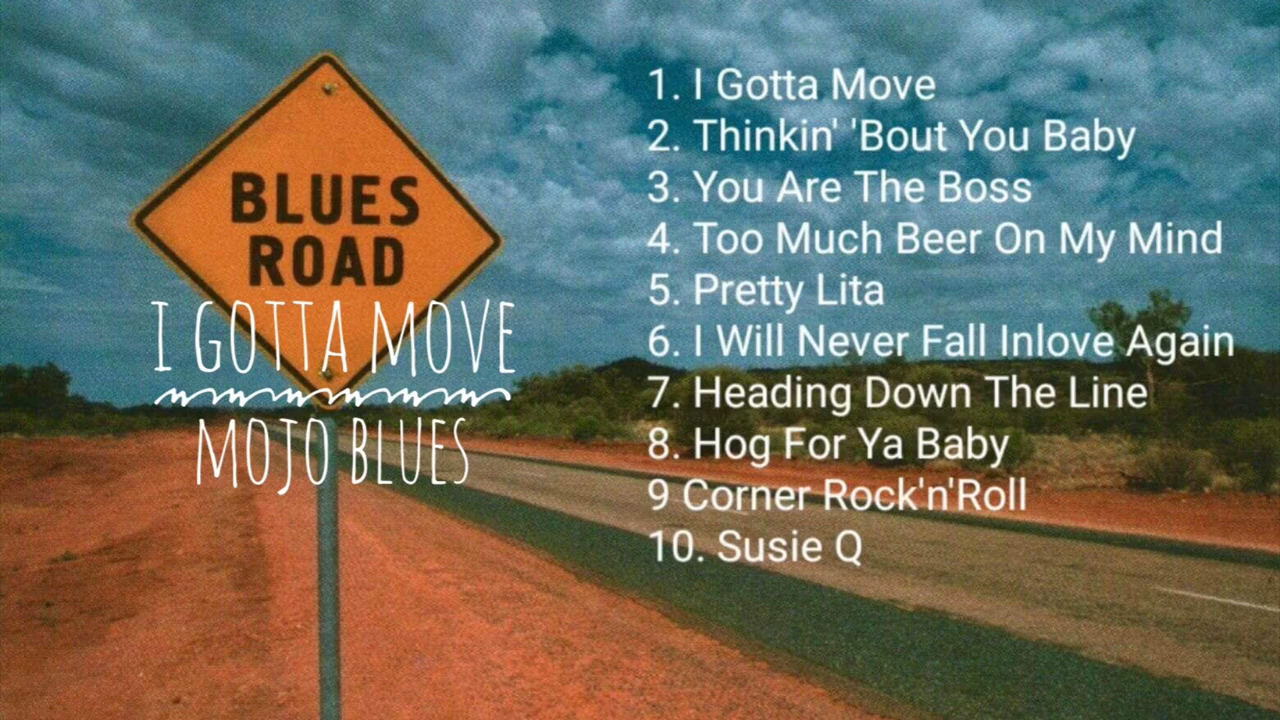 BLUES
ROAD
I GOTTA MOVE
MOJO BLUES
1. I Gotta Move
2. Thinkin' 'Bout You Baby
3. You Are The Boss
4. Too Much Beer On My Mind
5. Pretty Lita
6. I Will Never Fall Inlove Again
7. Heading Down The Line
8. Hog For Ya Baby
9 Corner Rock'n'Roll
10. Susie Q